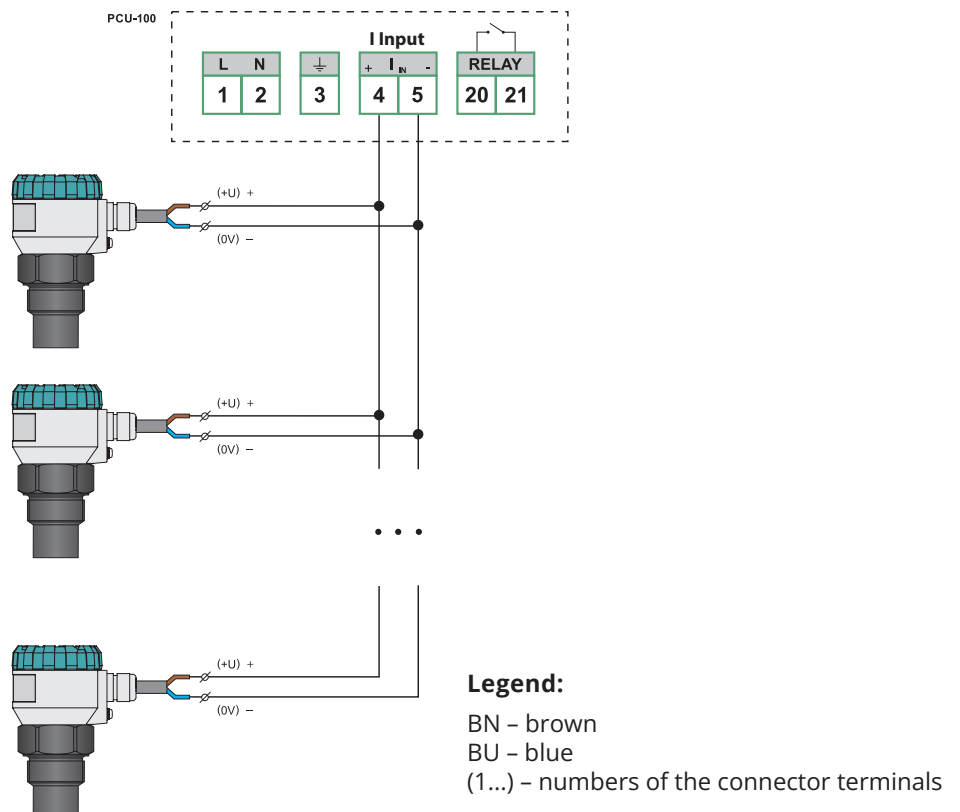 PCU-100
I Input
L N
⏚
+ I IN -
RELAY
1 2
3
4 5
20 21
(+U) +
(0V) –
(+U) +
(0V) –
• • •
(+U) +
(0V) –
Legend:
BN – brown
BU – blue
(1...) – numbers of the connector terminals